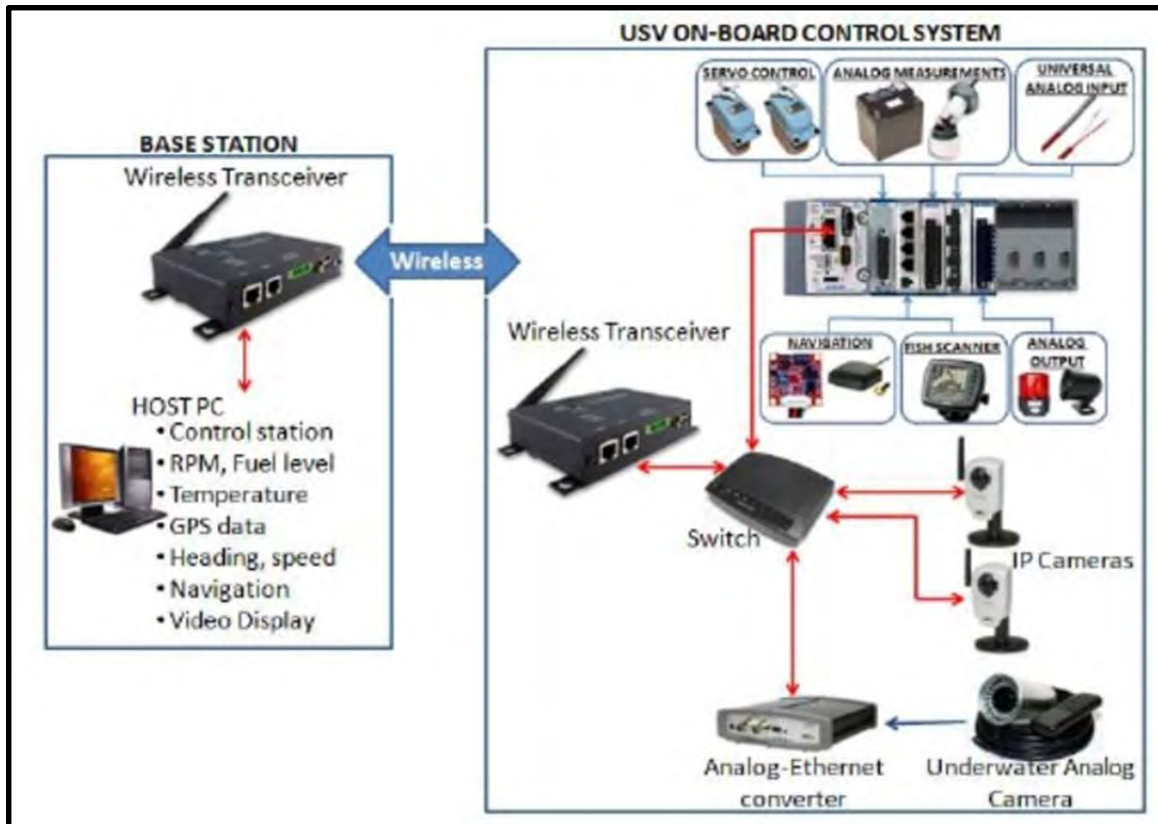 USV ON-BOARD CONTROL SYSTEM
SERVO CONTROL
ANALOG MEASUREMENTS
UNIVERSAL
ANALOG INPUT
BASE STATION
Wireless Transceiver
Wireless
HOST PC
• Control station
• RPM, Fuel level
• Temperature
• GPS data
• Heading, speed
• Navigation
• Video Display
Wireless Transceiver
NAVIGATION
FISH SCANNER
ANALOG
OUTPUT
Switch
IP Cameras
Analog-Ethernet
converter
Underwater Analog
Camera